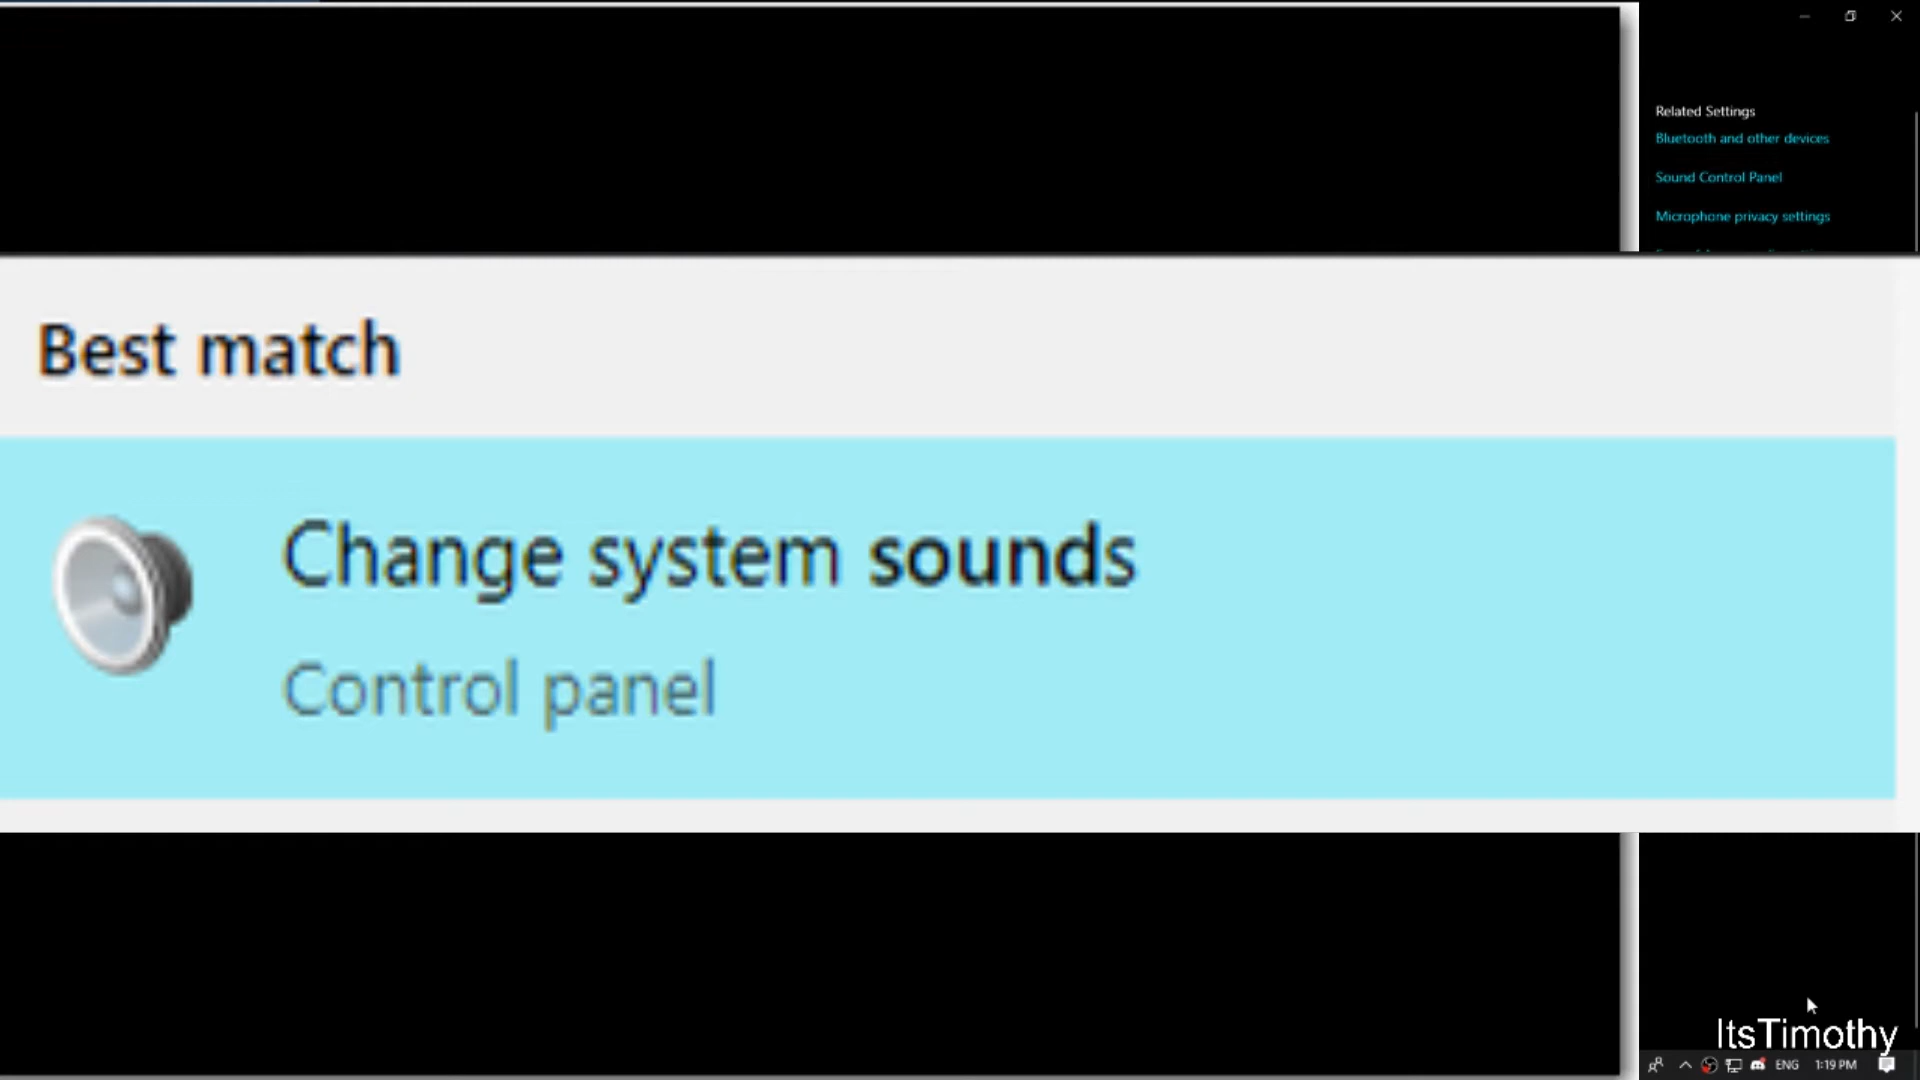 Related Settings
Bluetooth and other devices
Sound Control Panel
Microphone privacy settings
Best match
Change system sounds
Control panel
ItsTimothy
ENG 1:19 PM